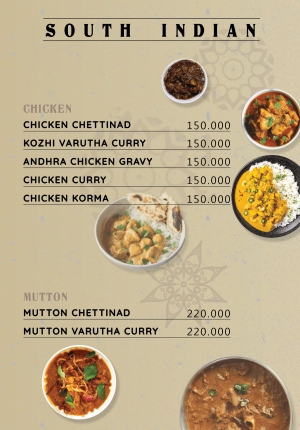 SOUTH INDIAN
CHICKEN
CHICKEN CHETTINAD 150.000
KOZHI VARUTHA CURRY 150.000
ANDHRA CHICKEN GRAVY 150.000
CHICKEN CURRY 150.000
CHICKEN KORMA 150.000
MUTTON
MUTTON CHETTINAD 220.000
MUTTON VARUTHA CURRY 220.000